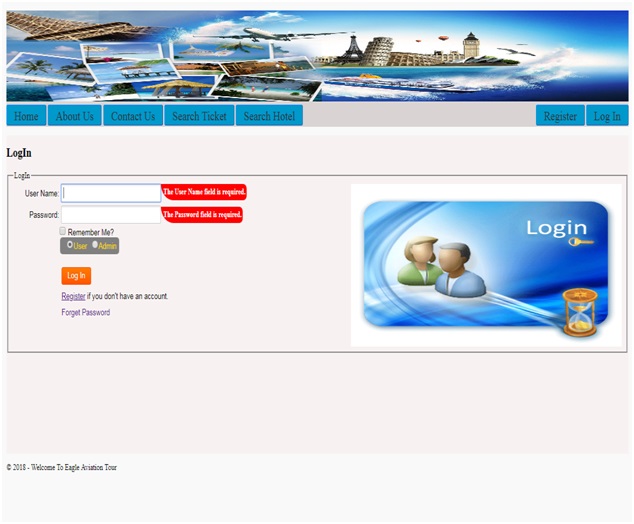 Home About Us Contact Us Search Ticket Search Hotel Register Log In
LogIn
LogIn
User Name: The User Name field is required.
Password: The Password field is required.
Remember Me?
User Admin
Log In
Register if you don't have an account.
Forget Password
Login
© 2018 - Welcome To Eagle Aviation Tour